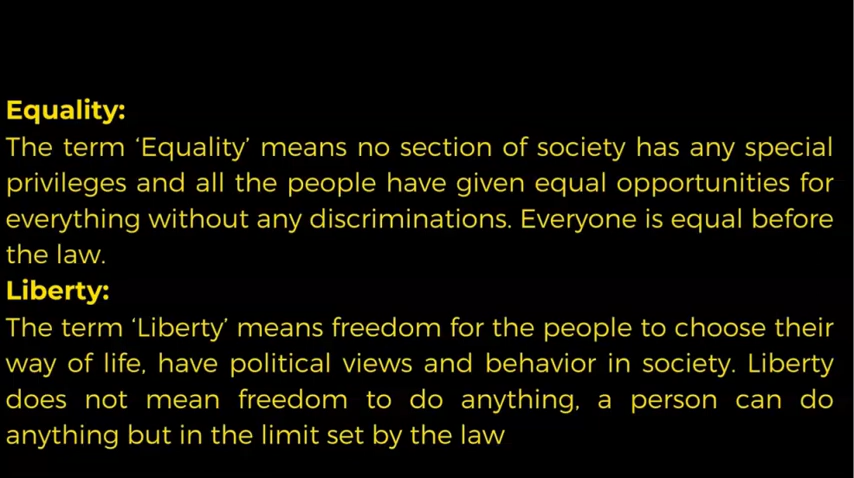 Equality:
The term ‘Equality’ means no section of society has any special
privileges and all the people have given equal opportunities for
everything without any discriminations. Everyone is equal before
the law.
Liberty:
The term ‘Liberty’ means freedom for the people to choose their
way of life, have political views and behavior in society. Liberty
does not mean freedom to do anything, a person can do
anything but in the limit set by the law